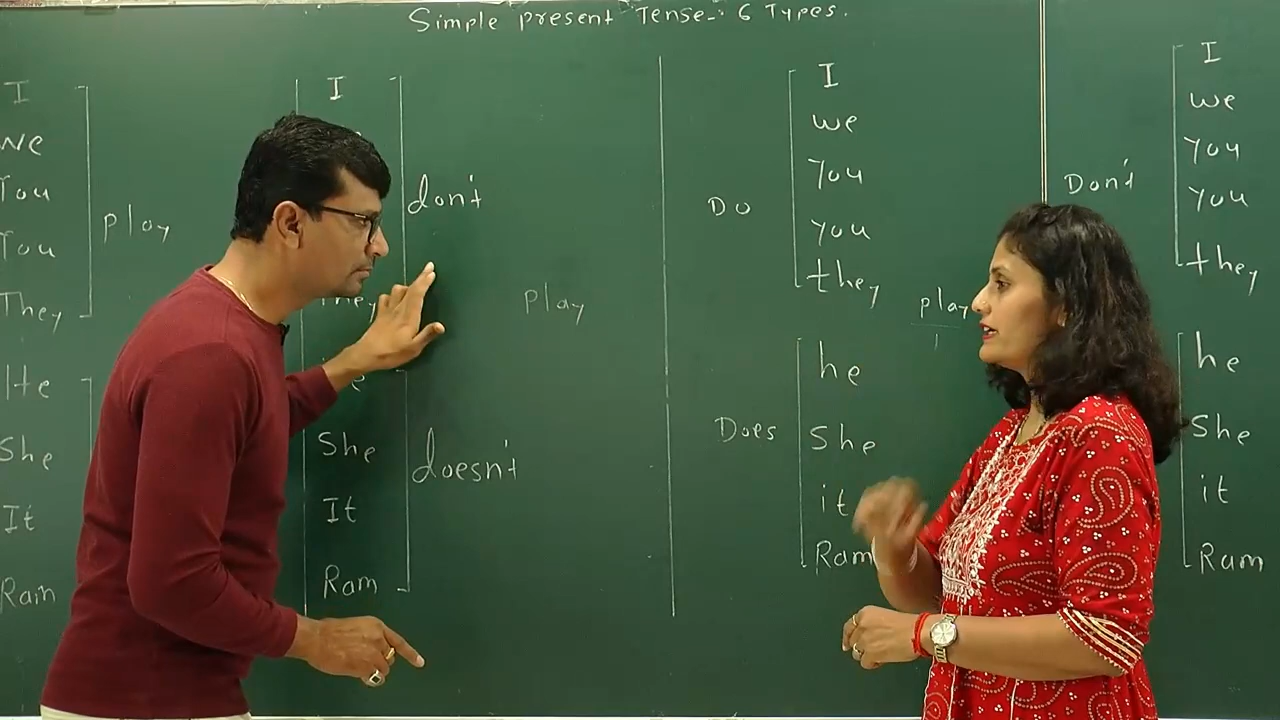 Simple Present Tense-: 6 Types.
I
We
You
You
They
Play
He
She
It
Ram
I
They
don't
Play
e
She
It
Ram
doesn't
Do
I
we
You
you
they
play
Does
he
She
it
Ram
Don't
I
we
you
you
they
he
She
it
Ram